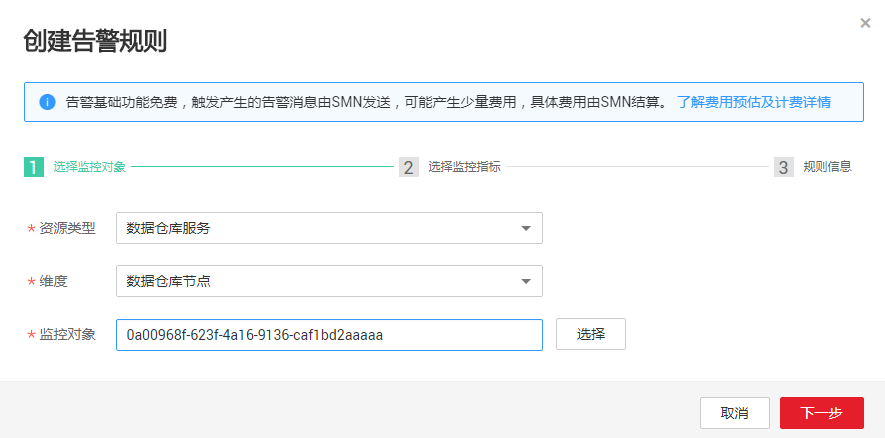 创建告警规则
告警基础功能免费，触发产生的告警消息由SMN发送，可能产生少量费用，具体费用由SMN结算。 了解费用预估及计费详情
1 选择监控对象 2 选择监控指标 3 规则信息
* 资源类型 数据仓库服务
* 维度 数据仓库节点
* 监控对象 0a00968f-623f-4a16-9136-caf1bd2aaaaa 选择
取消 下一步